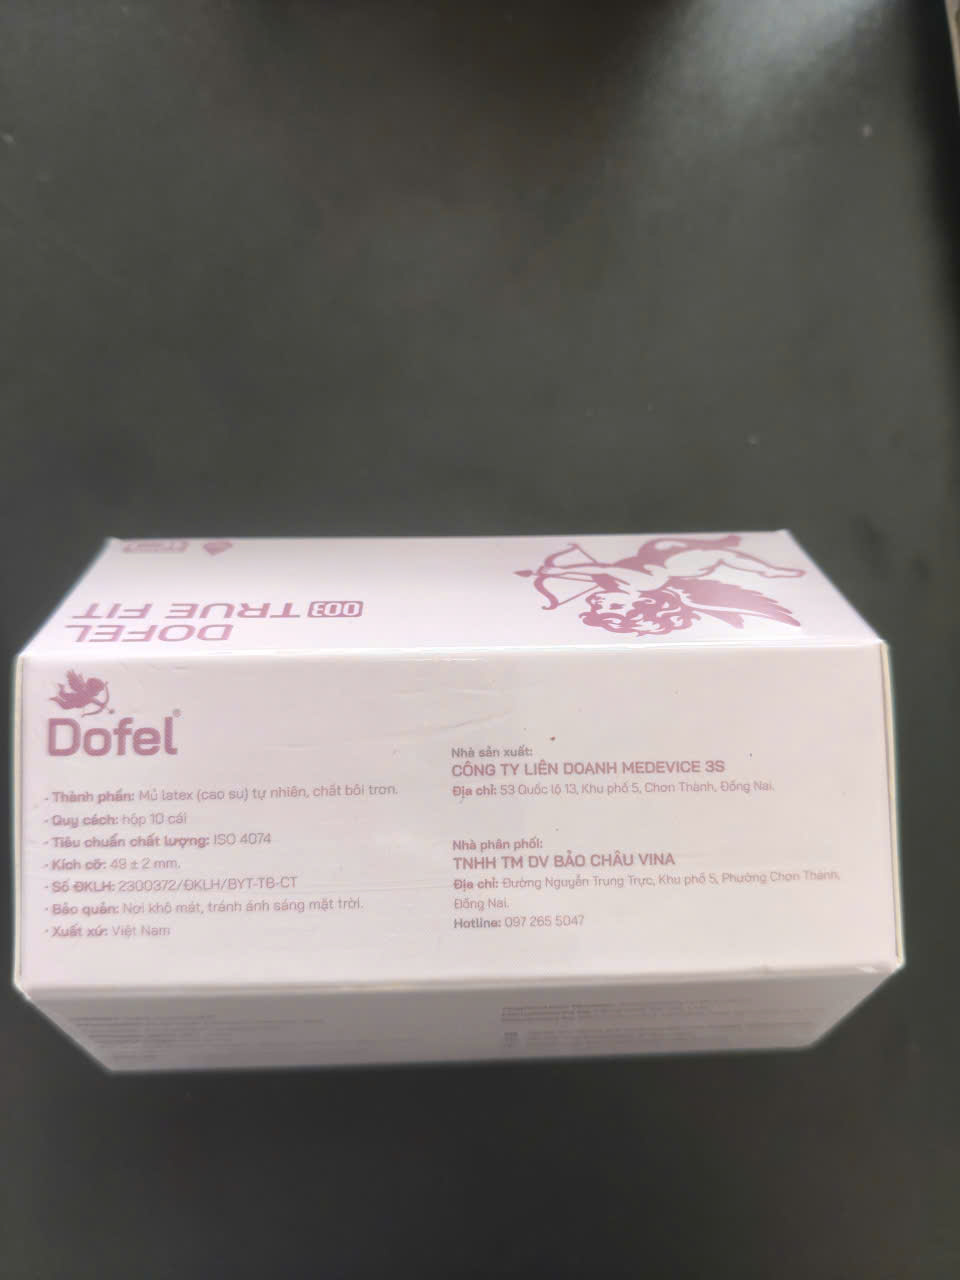 DOFEL
003 TRUE FIT
Dofel®
• Thành phần: Mủ latex (cao su) tự nhiên, chất bôi trơn.
• Quy cách: hộp 10 cái
• Tiêu chuẩn chất lượng: ISO 4074
• Kích cỡ: 49 ± 2 mm.
• Số ĐKLH: 2300372/ĐKLH/BYT-TB-CT
• Bảo quản: Nơi khô mát, tránh ánh sáng mặt trời.
• Xuất xứ: Việt Nam
Nhà sản xuất:
CÔNG TY LIÊN DOANH MEDEVICE 3S
Địa chỉ: 53 Quốc lộ 13, Khu phố 5, Chơn Thành, Đồng Nai.
Nhà phân phối:
TNHH TM DV BẢO CHÂU VINA
Địa chỉ: Đường Nguyễn Trung Trực, Khu phố 5, Phường Chơn Thành,
Đồng Nai.
Hotline: 097 265 5047